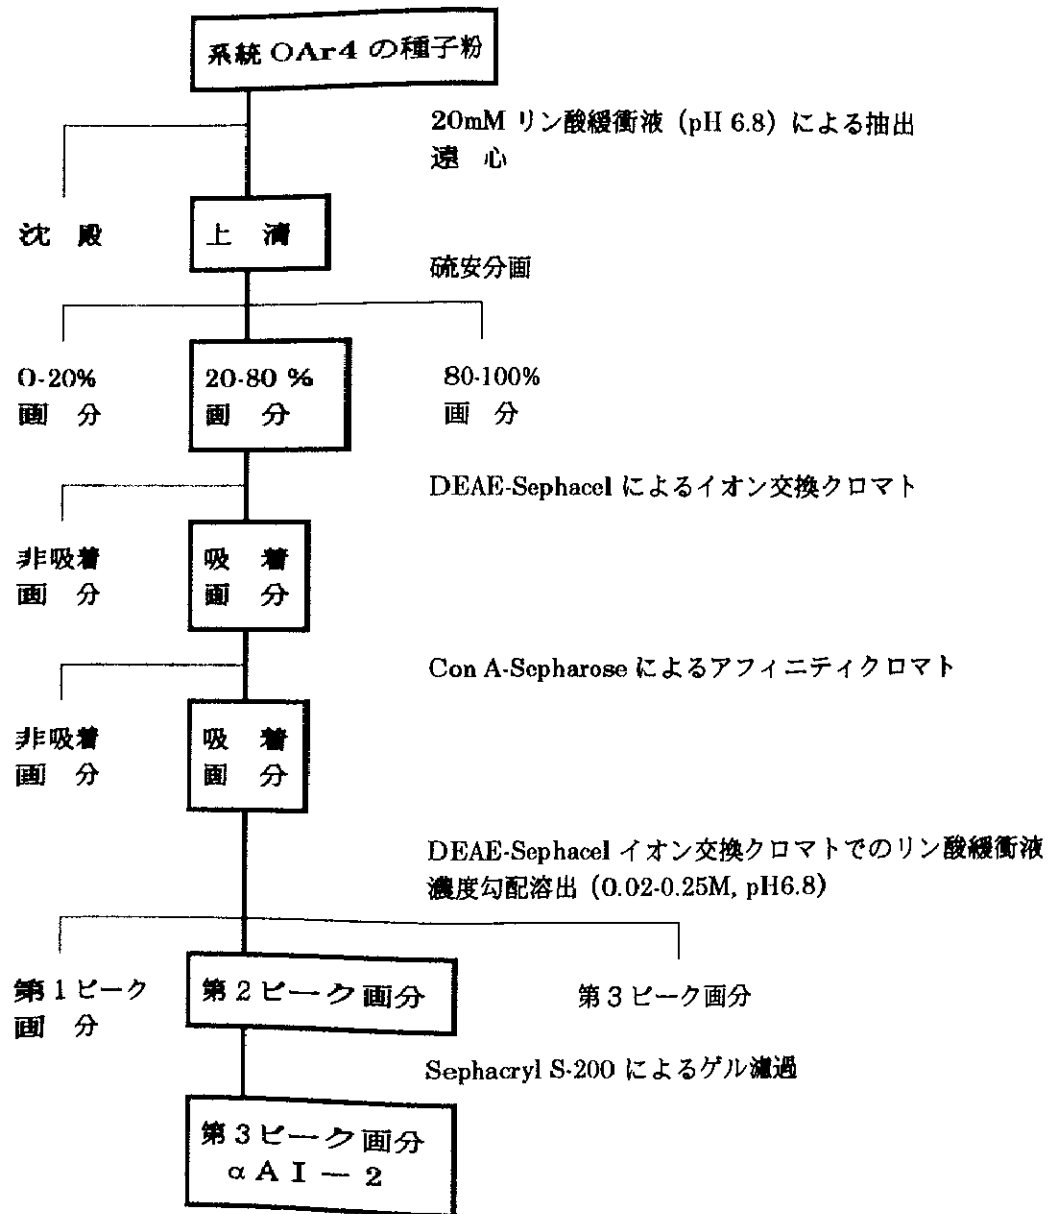 系統OAr4の種子粉
20mM リン酸緩衝液 (pH 6.8) による抽出
遠 心
沈 殿
上 清
硫安分画
0-20%
画 分
20-80 %
画 分
80-100%
画 分
DEAE-Sephacel によるイオン交換クロマト
非吸着
画 分
吸 着
画 分
Con A-Sepharose によるアフィニティクロマト
非吸着
画 分
吸 着
画 分
DEAE-Sephacel イオン交換クロマトでのリン酸緩衝液
濃度勾配溶出 (0.02-0.25M, pH6.8)
第1ピーク
画 分
第2ピーク画分
第3ピーク画分
Sephacryl S-200 によるゲル濾過
第3ピーク画分
αAI－2